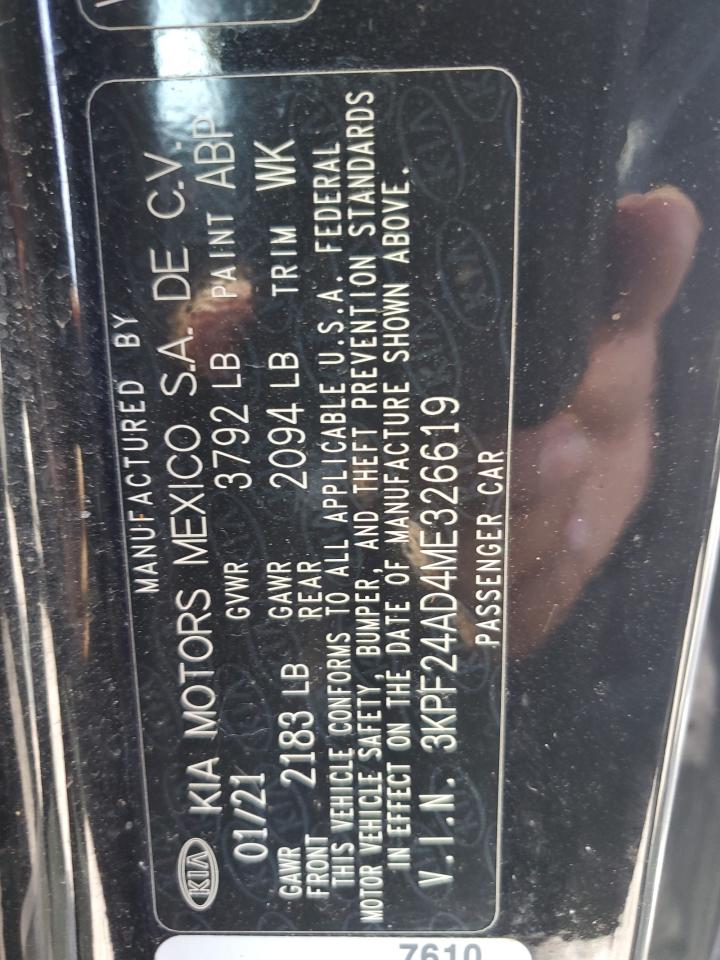 MANUFACTURED BY
KIA KIA MOTORS MEXICO S.A. DE C.V.
01/21 GVWR 3792 LB PAINT ABP
GAWR FRONT 2183 LB GAWR REAR 2094 LB TRIM WK
THIS VEHICLE CONFORMS TO ALL APPLICABLE U.S.A. FEDERAL
MOTOR VEHICLE SAFETY, BUMPER, AND THEFT PREVENTION STANDARDS
IN EFFECT ON THE DATE OF MANUFACTURE SHOWN ABOVE.
V.I.N. 3KPF24AD4ME326619
PASSENGER CAR
7610